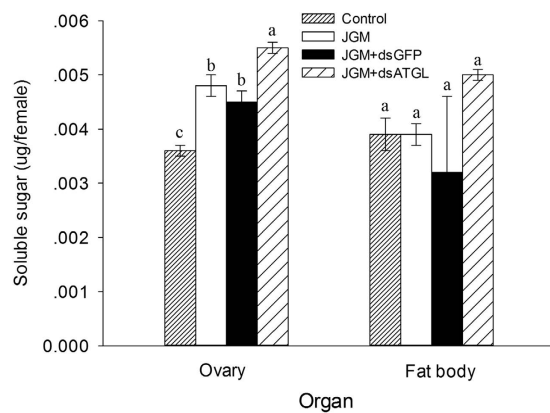 Control
JGM
JGM+dsGFP
JGM+dsATGL
Soluble sugar (ug/female)
.006
.005
.004
.003
.002
.001
0.000
c
b
b
a
a
a
a
a
Ovary
Fat body
Organ